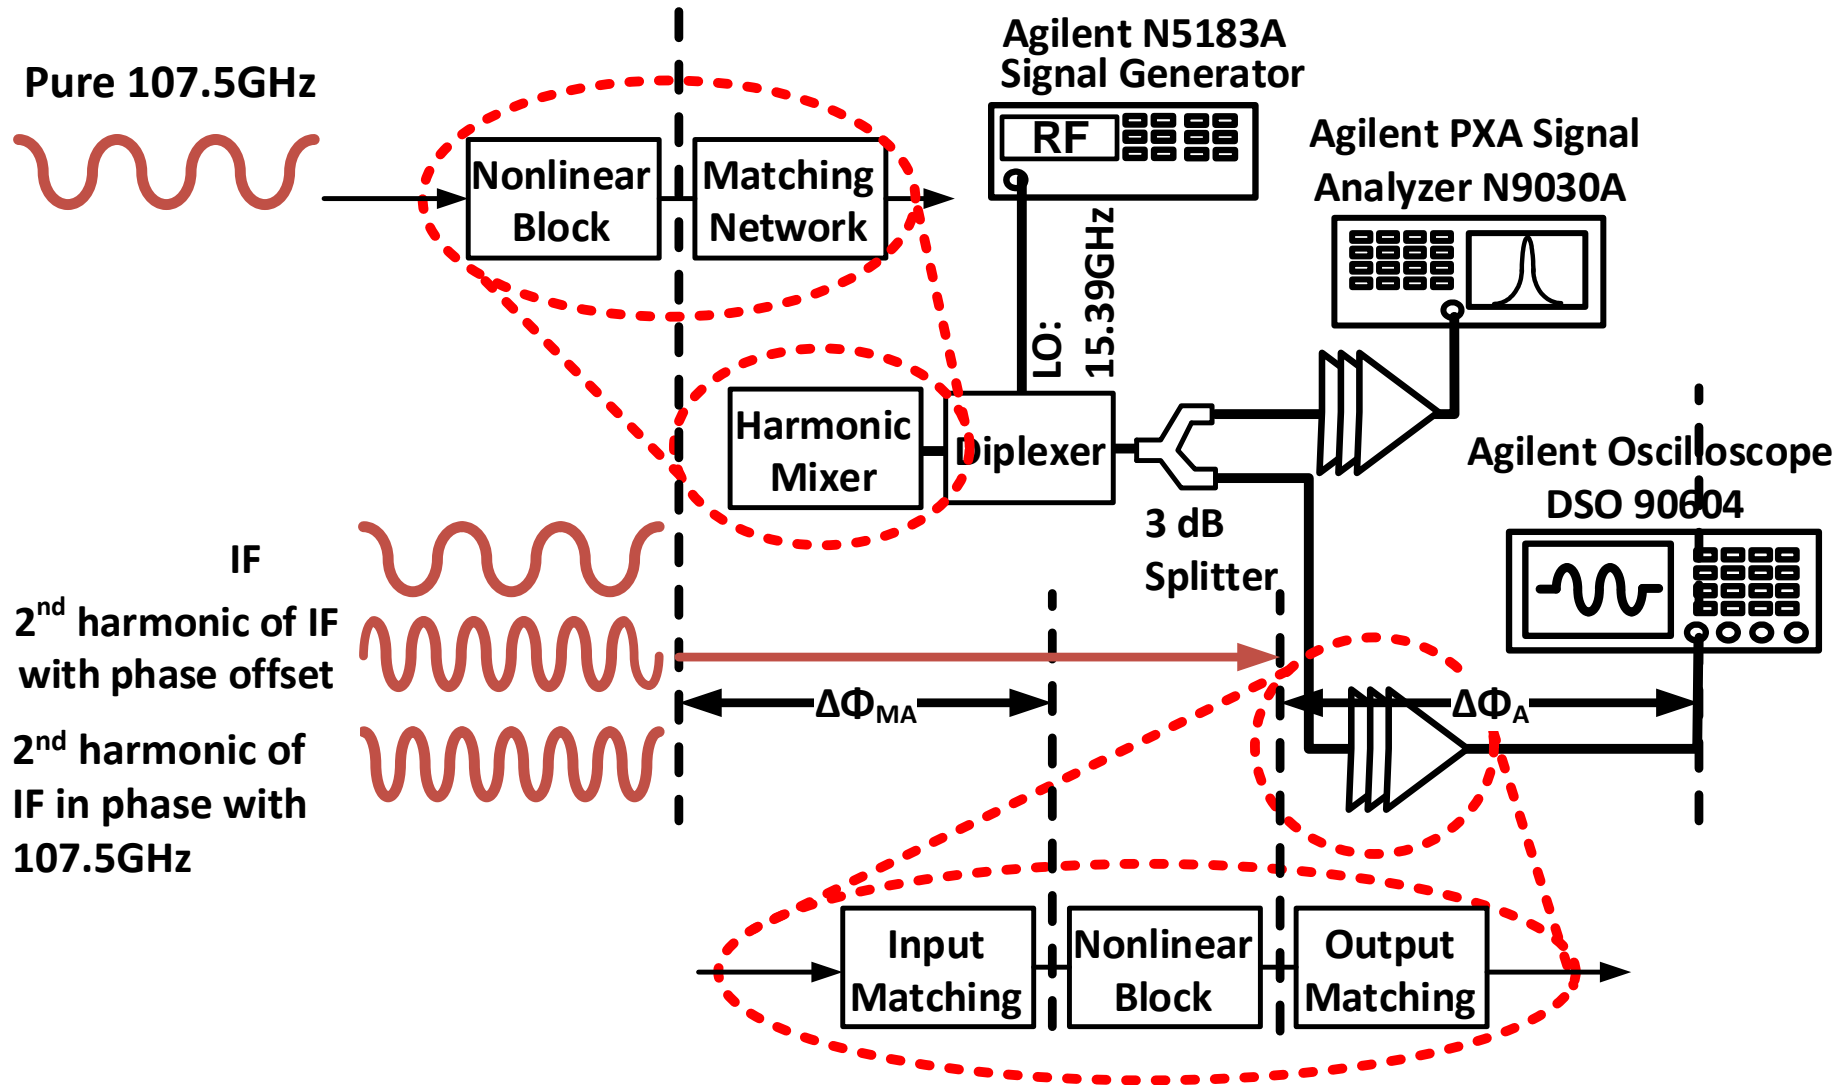 Pure 107.5GHz
Nonlinear
Block
Matching
Network
Agilent N5183A
Signal Generator
RF
LO:
15.39GHz
Agilent PXA Signal
Analyzer N9030A
Harmonic
Mixer
Diplexer
3 dB
Splitter
Agilent Oscilloscope
DSO 90604
IF
2nd harmonic of IF
with phase offset
2nd harmonic of
IF in phase with
107.5GHz
ΔΦMA
ΔΦA
Input
Matching
Nonlinear
Block
Output
Matching